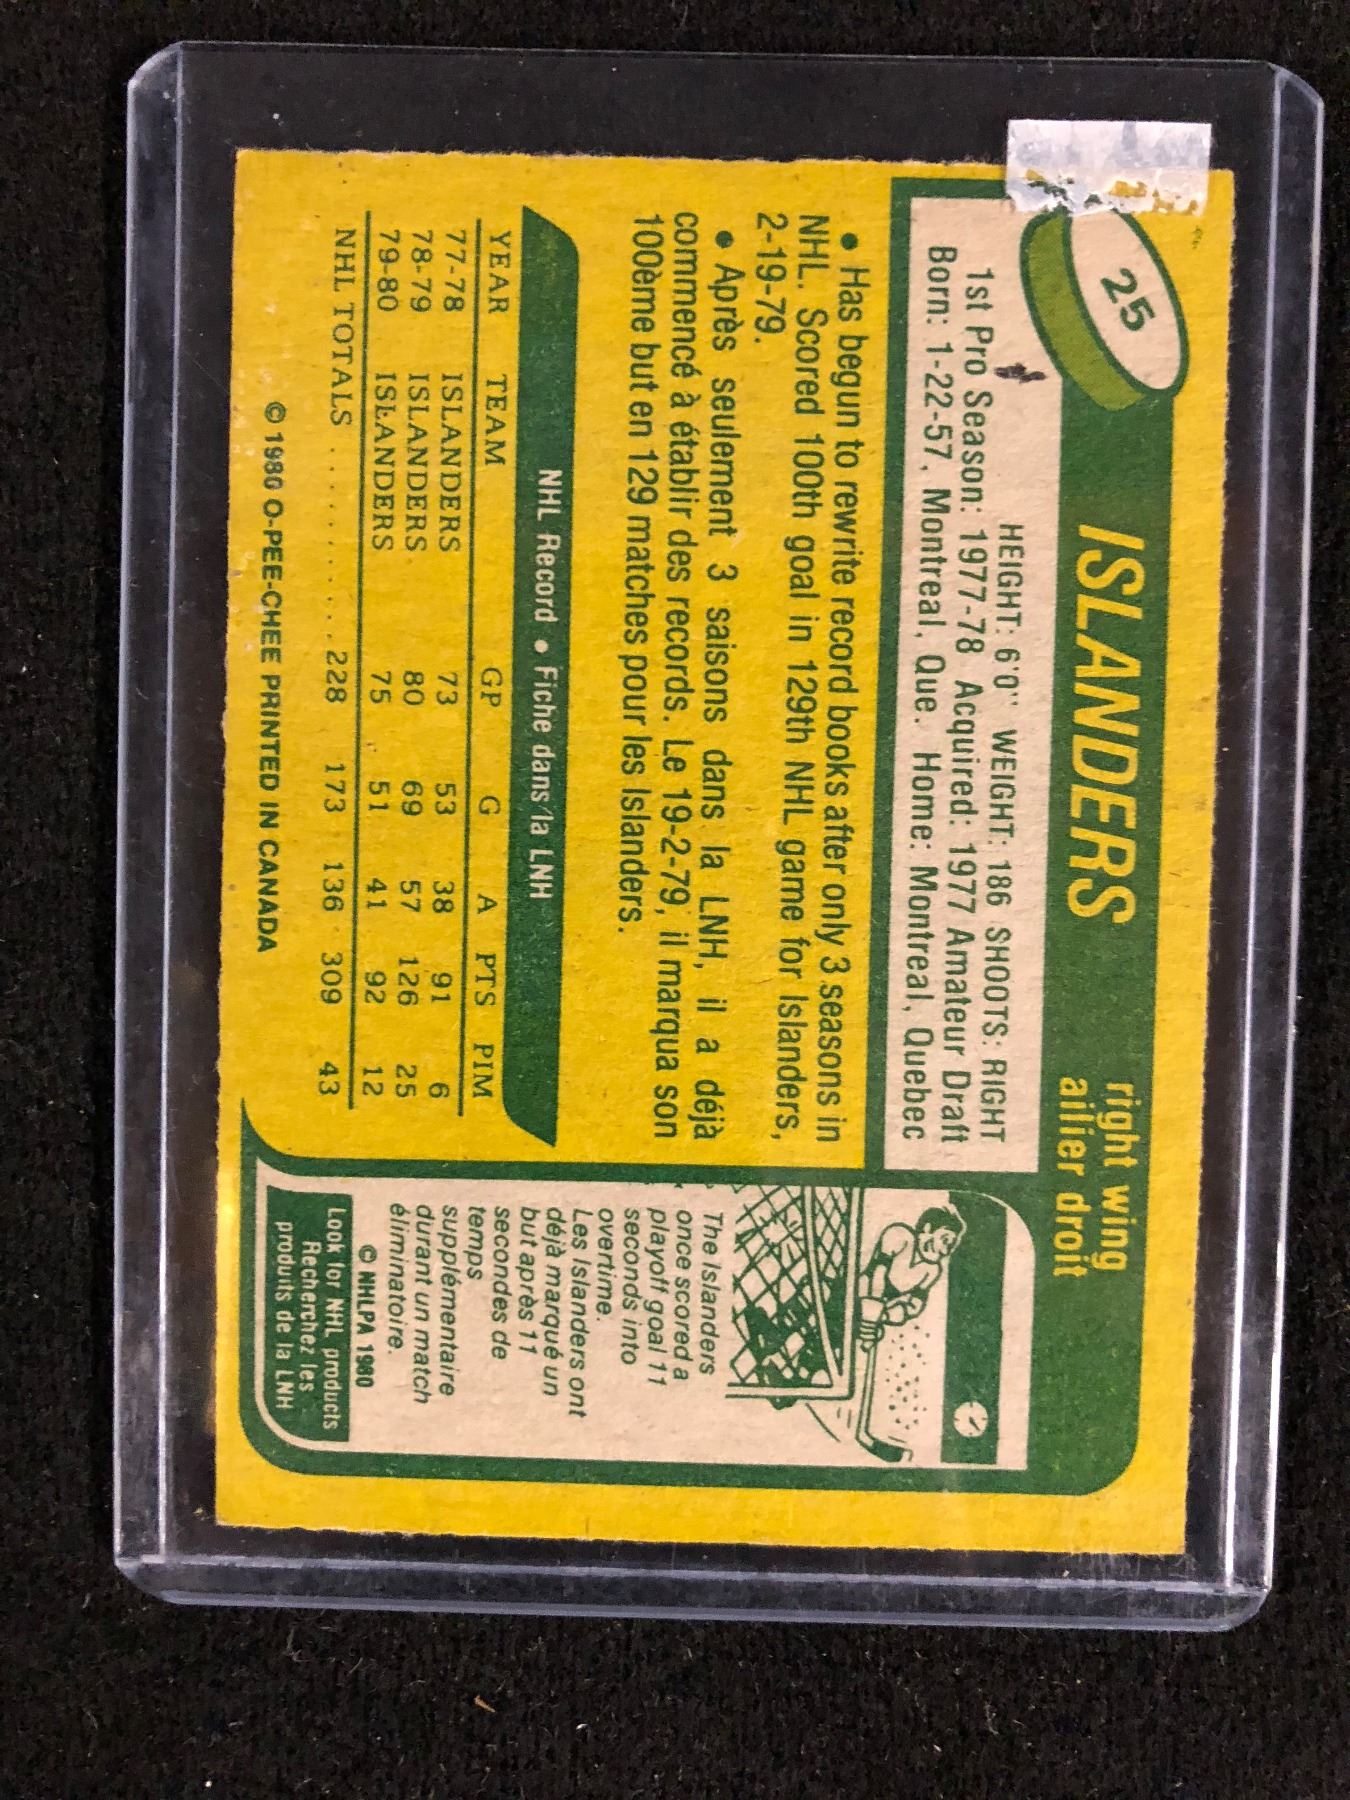 25
ISLANDERS
right wing
ailier droit
HEIGHT: 6'0" WEIGHT: 186 SHOOTS: RIGHT
1st Pro Season: 1977-78 Acquired: 1977 Amateur Draft
Born: 1-22-57, Montreal, Que. Home: Montreal, Quebec
• Has begun to rewrite record books after only 3 seasons in
NHL. Scored 100th goal in 129th NHL game for Islanders,
2-19-79.
• Après seulement 3 saisons dans la LNH, il a déjà
commencé à établir des records. Le 19-2-79, il marqua son
100ème but en 129 matches pour les Islanders.
NHL Record • Fiche dans la LNH
YEAR TEAM GP G A PTS PIM
77-78 ISLANDERS 73 53 38 91 6
78-79 ISLANDERS 80 69 57 126 25
79-80 ISLANDERS 75 51 41 92 12
NHL TOTALS .......... 228 173 136 309 43
© 1980 O-PEE-CHEE PRINTED IN CANADA
The Islanders
once scored a
playoff goal 11
seconds into
overtime.
Les Islanders ont
déjà marqué un
but après 11
secondes de
temps
supplémentaire
durant un match
éliminatoire.
© NHLPA 1980
Look for NHL products
Recherchez les
produits de la LNH